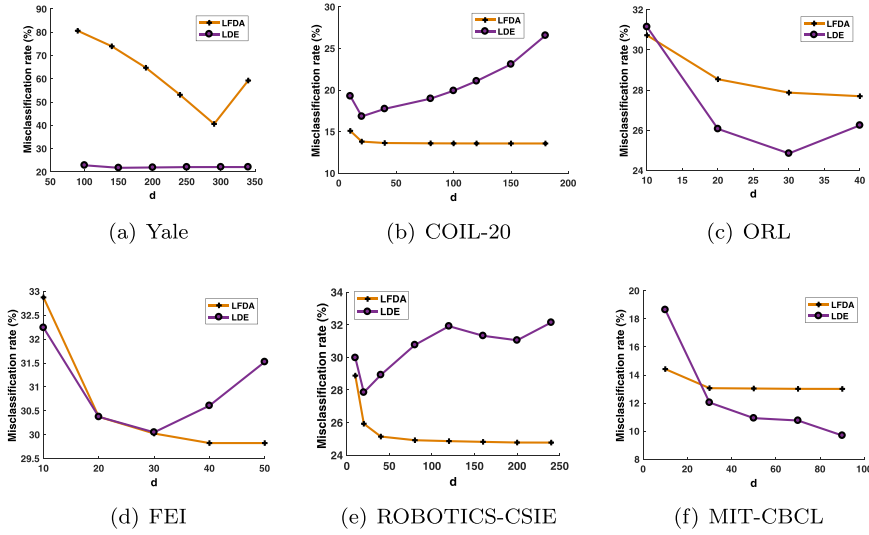 Misclassification rate (%)
90
80
70
60
50
40
30
20
50 100 150 200 250 300 350
d
LFDA
LDE
(a) Yale
Misclassification rate (%)
30
25
20
15
10
0 50 100 150 200
d
LFDA
LDE
(b) COIL-20
Misclassification rate (%)
32
30
28
26
24
10 15 20 25 30 35 40
d
LFDA
LDE
(c) ORL
Misclassification rate (%)
33
32.5
32
31.5
31
30.5
30
29.5
10 20 30 40 50
d
LFDA
LDE
(d) FEI
Misclassification rate (%)
34
32
30
28
26
24
0 50 100 150 200 250
d
LFDA
LDE
(e) ROBOTICS-CSIE
Misclassification rate (%)
20
18
16
14
12
10
8
0 20 40 60 80 100
d
LFDA
LDE
(f) MIT-CBCL